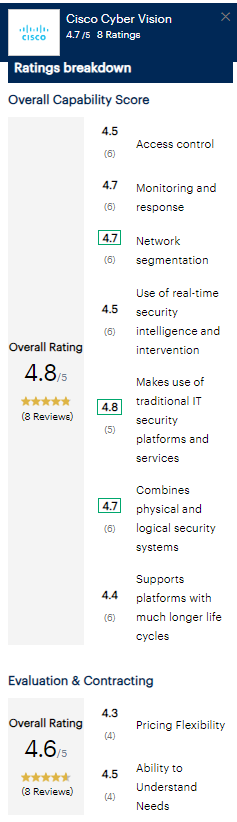 Cisco Cyber Vision
CISCO
4.7 /5 8 Ratings
Ratings breakdown
Overall Capability Score
Overall Rating
4.8/5
(8 Reviews)
4.5
(6)
Access control
4.7
(6)
Monitoring and
response
4.7
(6)
Network
segmentation
4.5
(6)
Use of real-time
security
intelligence and
intervention
4.8
(5)
Makes use of
traditional IT
security
platforms and
services
4.7
(6)
Combines
physical and
logical security
systems
4.4
(6)
Supports
platforms with
much longer life
cycles
Evaluation & Contracting
Overall Rating
4.6/5
(8 Reviews)
4.3
(4)
Pricing Flexibility
4.5
(4)
Ability to
Understand
Needs